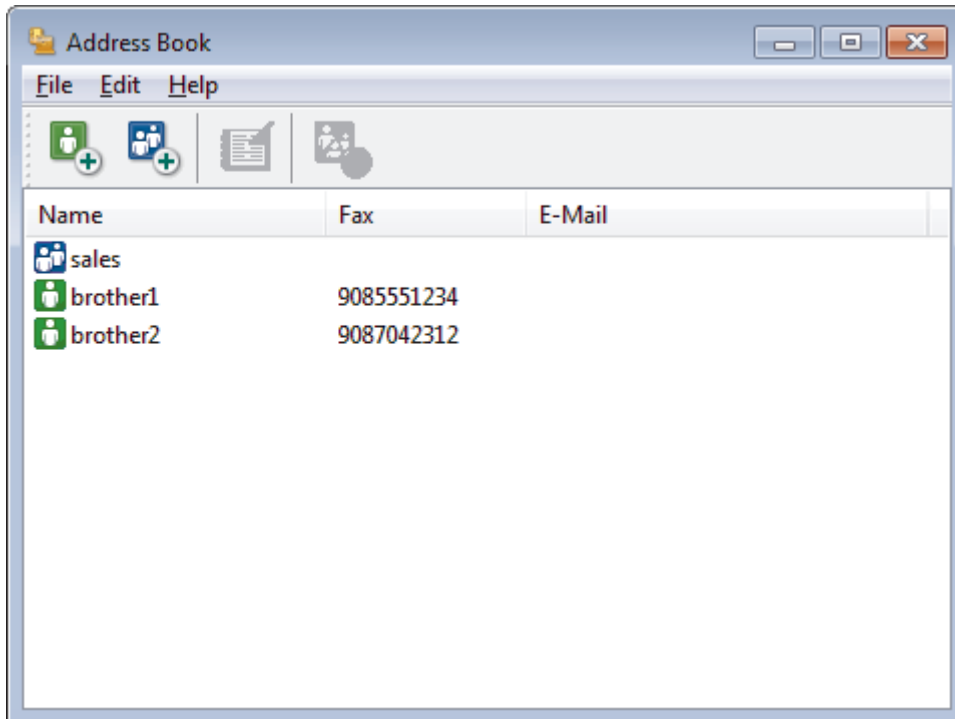 Address Book
File Edit Help
Name Fax E-Mail
sales
brother1 9085551234
brother2 9087042312